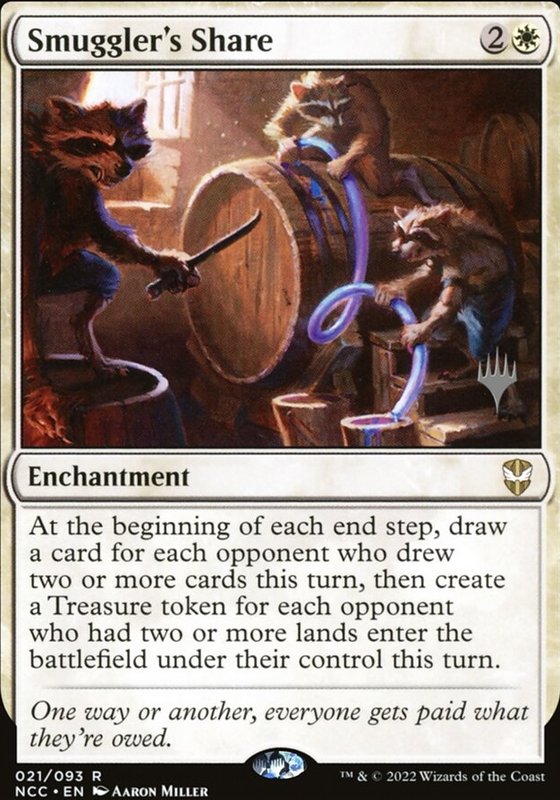 Smuggler's Share 2
Enchantment
At the beginning of each end step, draw
a card for each opponent who drew
two or more cards this turn, then create
a Treasure token for each opponent
who had two or more lands enter the
battlefield under their control this turn.
One way or another, everyone gets paid what
they're owed.
021/093 R
NCC • EN Aaron Miller
™ & © 2022 Wizards of the Coast